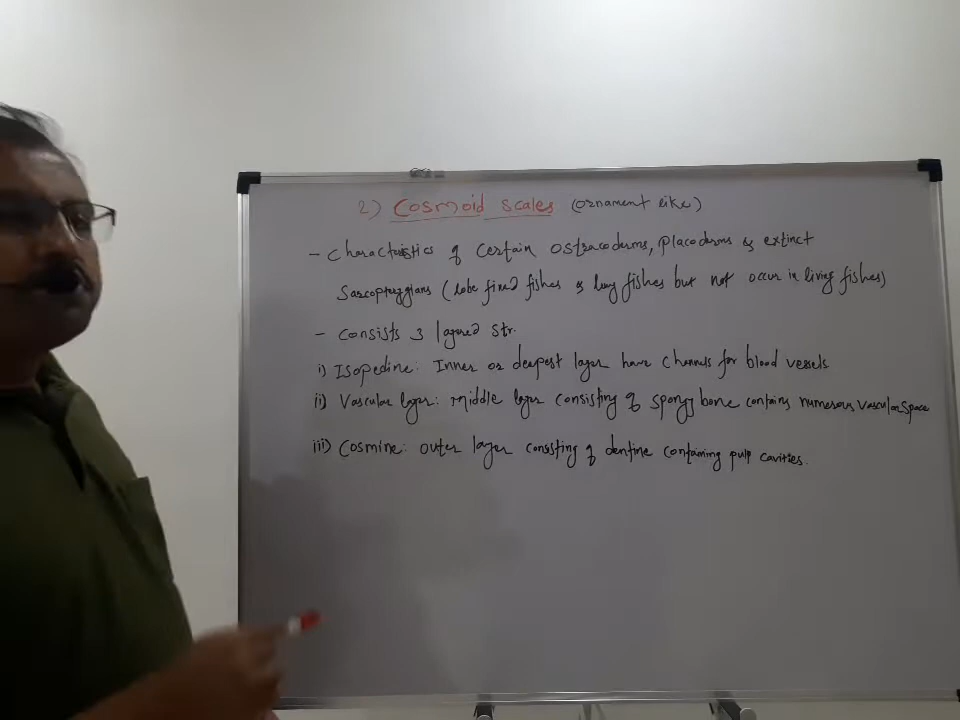 2) Cosmoid scales (ornament like)
- Characteristics of certain ostracoderms, placoderms & extinct
Sarcopterygians (lobe fined fishes & lung fishes but not occur in living fishes)
- consists 3 layered str.
i) Isopedine: Inner or deepest layer have channels for blood vessels
ii) Vascular layer: Middle layer consisting of spongy bone contains numerous vascular space
iii) Cosmine: outer layer consisting of dentine containing pulp cavities.